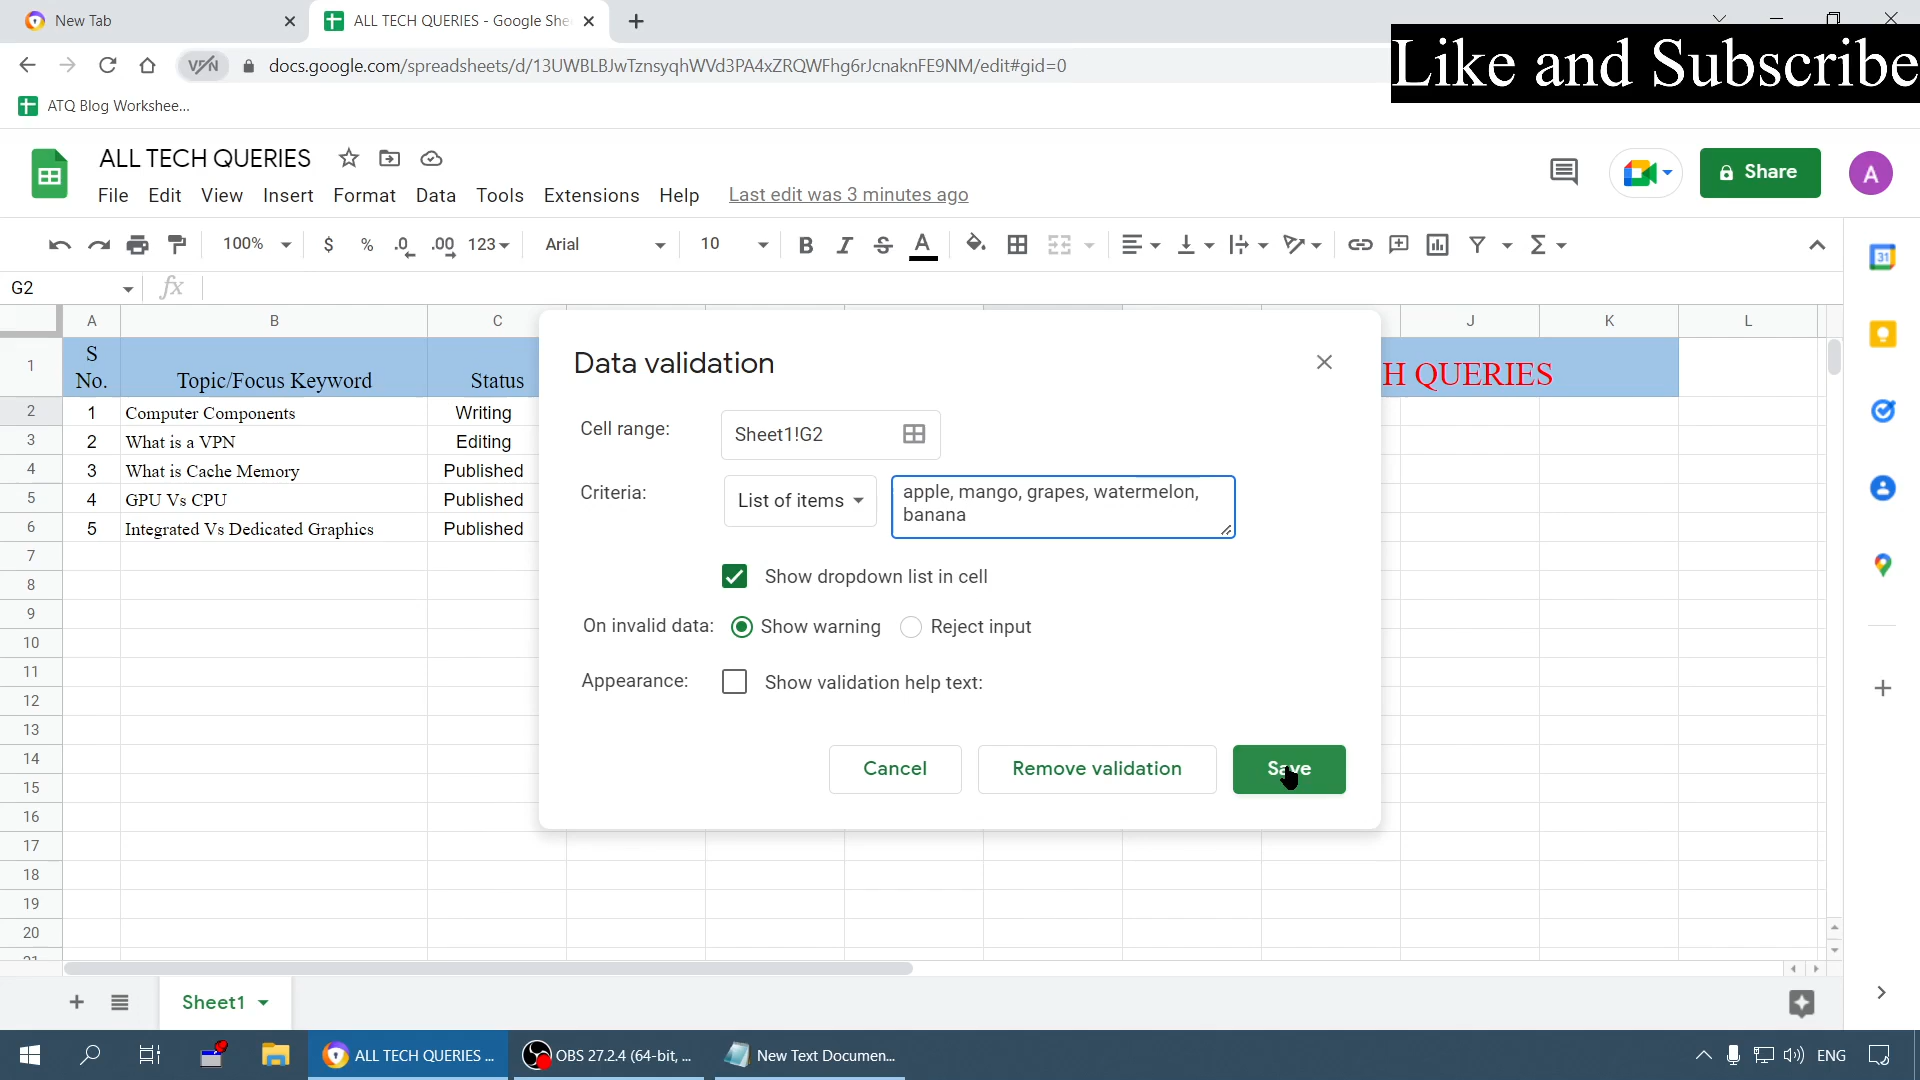 New Tab
ALL TECH QUERIES - Google She
Like and Subscribe
VPN
docs.google.com/spreadsheets/d/13UWBLBJwTznsyqhWVd3PA4xZRQWFhg6rJcnaknFE9NM/edit#gid=0
ATQ Blog Workshee...
ALL TECH QUERIES
Share
A
File Edit View Insert Format Data Tools Extensions Help Last edit was 3 minutes ago
100% $ % .0 .00 123 Arial 10 B I S A
31
G2 fx
A B C J K L
1 S No. Topic/Focus Keyword Status H QUERIES
2 1 Computer Components Writing
3 2 What is a VPN Editing
4 3 What is Cache Memory Published
5 4 GPU Vs CPU Published
6 5 Integrated Vs Dedicated Graphics Published
7
8
9
10
11
12
13
14
15
16
17
18
19
20
21
Data validation
Cell range: Sheet1!G2
Criteria: List of items apple, mango, grapes, watermelon,
banana
Show dropdown list in cell
On invalid data: Show warning Reject input
Appearance: Show validation help text:
Cancel Remove validation Save
Sheet1
ALL TECH QUERIES ... OBS 27.2.4 (64-bit, ... New Text Documen... ENG